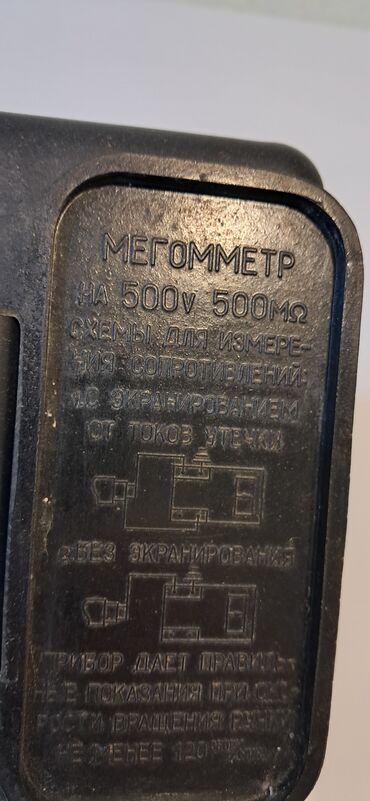 МЕГОММЕТР
НА 500V 500МΩ
СХЕМЫ ДЛЯ ИЗМЕРЕ-
НИЯ СОПРОТИВЛЕНИЙ:
С ЭКРАНИРОВАНИЕМ
ОТ ТОКОВ УТЕЧКИ
БЕЗ ЭКРАНИРОВАНИЯ
ПРИБОР ДАЕТ ПРАВИЛЬ-
НЫЕ ПОКАЗАНИЯ ПРИ СКО-
РОСТИ ВРАЩЕНИЯ РУЧКИ
НЕ МЕНЕЕ 120